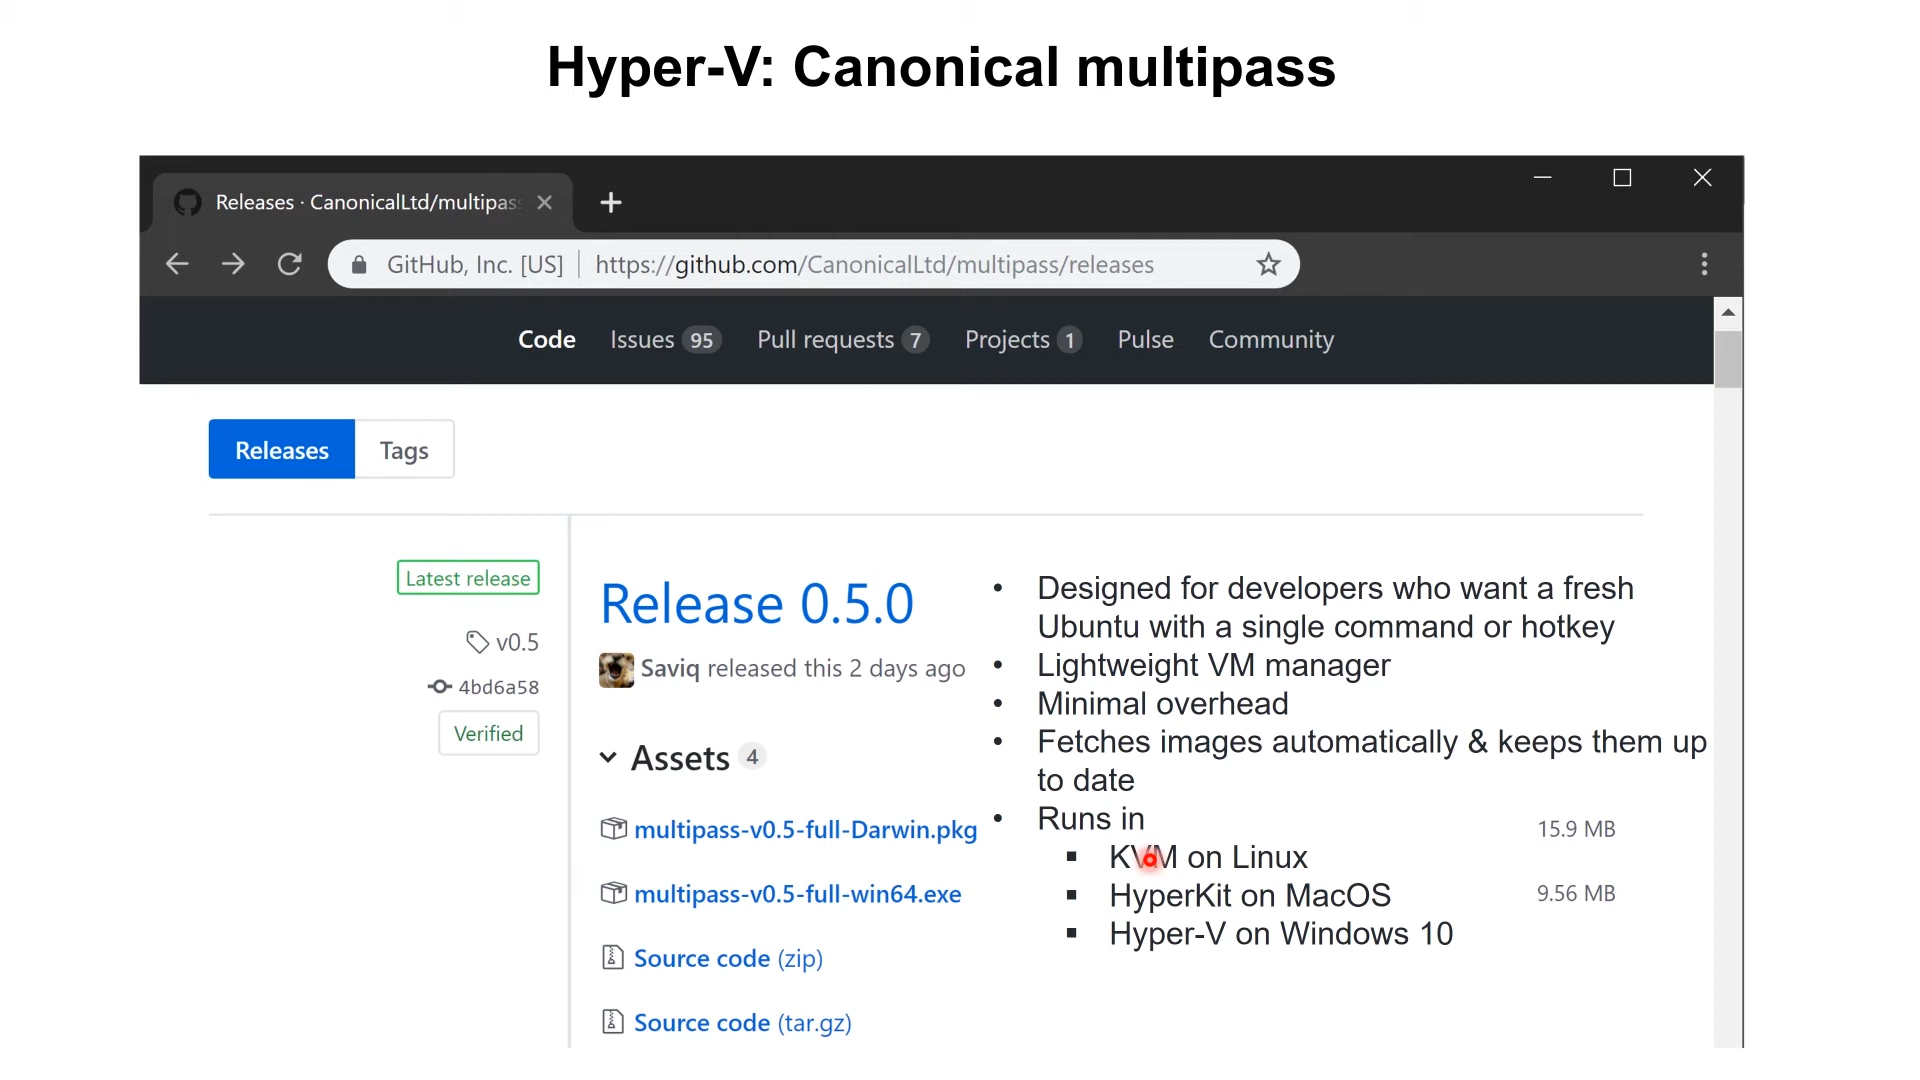 Hyper-V: Canonical multipass
Releases · CanonicalLtd/multipas
GitHub, Inc. [US] https://github.com/CanonicalLtd/multipass/releases
Code Issues 95 Pull requests 7 Projects 1 Pulse Community
Releases Tags
Latest release
v0.5
4bd6a58
Verified
Release 0.5.0
Saviq released this 2 days ago
Assets 4
multipass-v0.5-full-Darwin.pkg
15.9 MB
multipass-v0.5-full-win64.exe
9.56 MB
Source code (zip)
Source code (tar.gz)
• Designed for developers who want a fresh
Ubuntu with a single command or hotkey
• Lightweight VM manager
• Minimal overhead
• Fetches images automatically & keeps them up
to date
• Runs in
▪ KVM on Linux
▪ HyperKit on MacOS
▪ Hyper-V on Windows 10